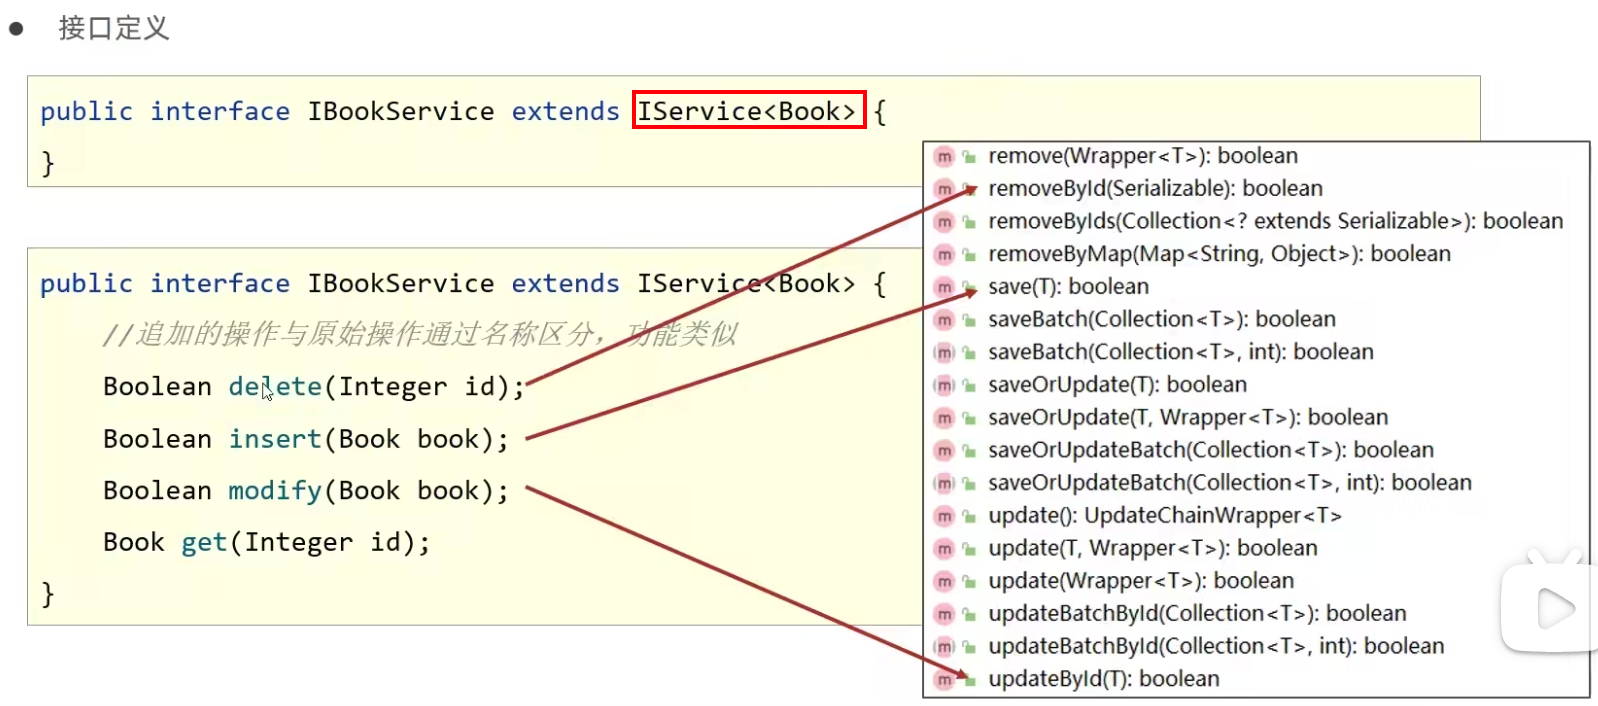 ● 接口定义
public interface IBookService extends IService<Book> {
}
public interface IBookService extends IService<Book> {
//追加的操作与原始操作通过名称区分，功能类似
Boolean delete(Integer id);
Boolean insert(Book book);
Boolean modify(Book book);
Book get(Integer id);
}
m remove(Wrapper<T>): boolean
m removeById(Serializable): boolean
m removeByIds(Collection<? extends Serializable>): boolean
m removeByMap(Map<String, Object>): boolean
m save(T): boolean
m saveBatch(Collection<T>): boolean
m saveBatch(Collection<T>, int): boolean
m saveOrUpdate(T): boolean
m saveOrUpdate(T, Wrapper<T>): boolean
m saveOrUpdateBatch(Collection<T>): boolean
m saveOrUpdateBatch(Collection<T>, int): boolean
m update(): UpdateChainWrapper<T>
m update(T, Wrapper<T>): boolean
m update(Wrapper<T>): boolean
m updateBatchById(Collection<T>): boolean
m updateBatchById(Collection<T>, int): boolean
m updateById(T): boolean